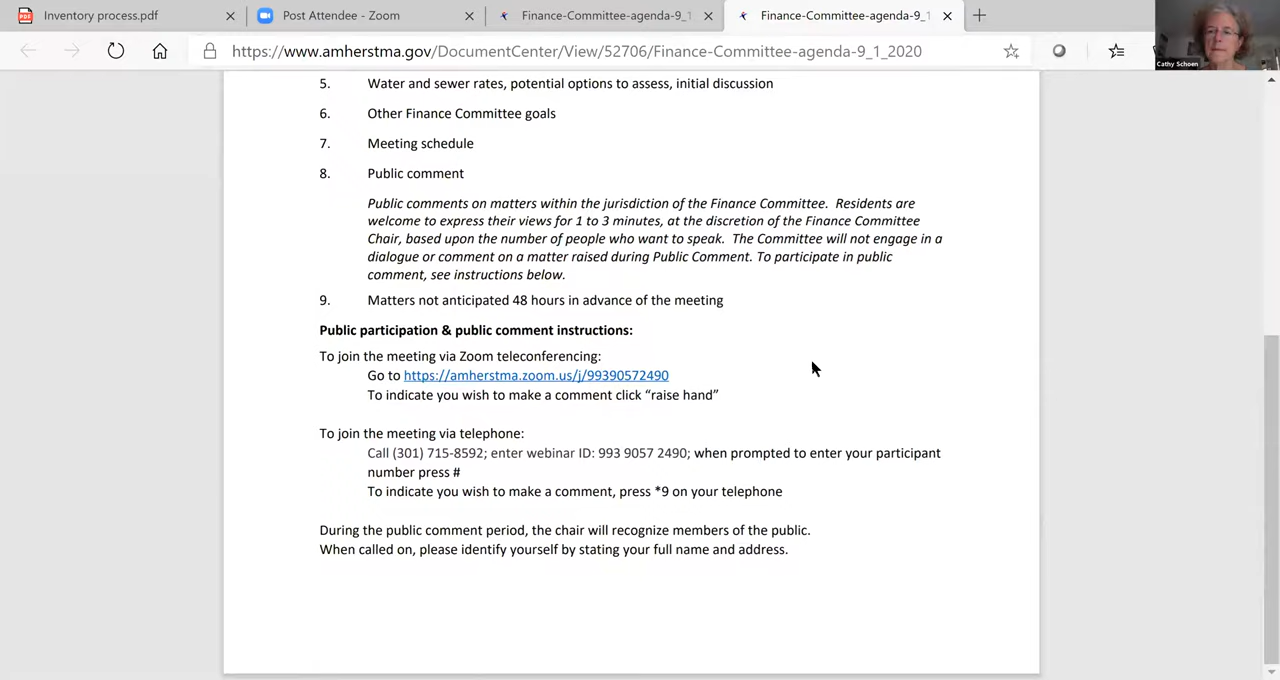 Inventory process.pdf
Post Attendee - Zoom
Finance-Committee-agenda-9_1
Finance-Committee-agenda-9_1
https://www.amherstma.gov/DocumentCenter/View/52706/Finance-Committee-agenda-9_1_2020
Cathy Schoen
5. Water and sewer rates, potential options to assess, initial discussion
6. Other Finance Committee goals
7. Meeting schedule
8. Public comment
Public comments on matters within the jurisdiction of the Finance Committee. Residents are
welcome to express their views for 1 to 3 minutes, at the discretion of the Finance Committee
Chair, based upon the number of people who want to speak. The Committee will not engage in a
dialogue or comment on a matter raised during Public Comment. To participate in public
comment, see instructions below.
9. Matters not anticipated 48 hours in advance of the meeting
Public participation & public comment instructions:
To join the meeting via Zoom teleconferencing:
Go to https://amherstma.zoom.us/j/99390572490
To indicate you wish to make a comment click “raise hand”
To join the meeting via telephone:
Call (301) 715-8592; enter webinar ID: 993 9057 2490; when prompted to enter your participant
number press #
To indicate you wish to make a comment, press *9 on your telephone
During the public comment period, the chair will recognize members of the public.
When called on, please identify yourself by stating your full name and address.